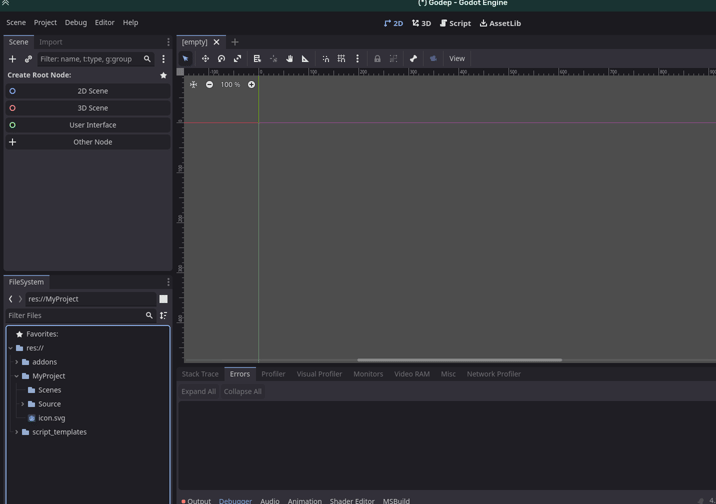 (*) Godep - Godot Engine
Scene Project Debug Editor Help
2D 3D Script AssetLib
Scene Import
[empty]
Filter: name, t:type, g:group
View
Create Root Node:
2D Scene
3D Scene
User Interface
Other Node
100 %
FileSystem
res://MyProject
Filter Files
Favorites:
res://
addons
MyProject
Scenes
Source
icon.svg
script_templates
Stack Trace Errors Profiler Visual Profiler Monitors Video RAM Misc Network Profiler
Expand All Collapse All
Output Debugger Audio Animation Shader Editor MSBuild 4.